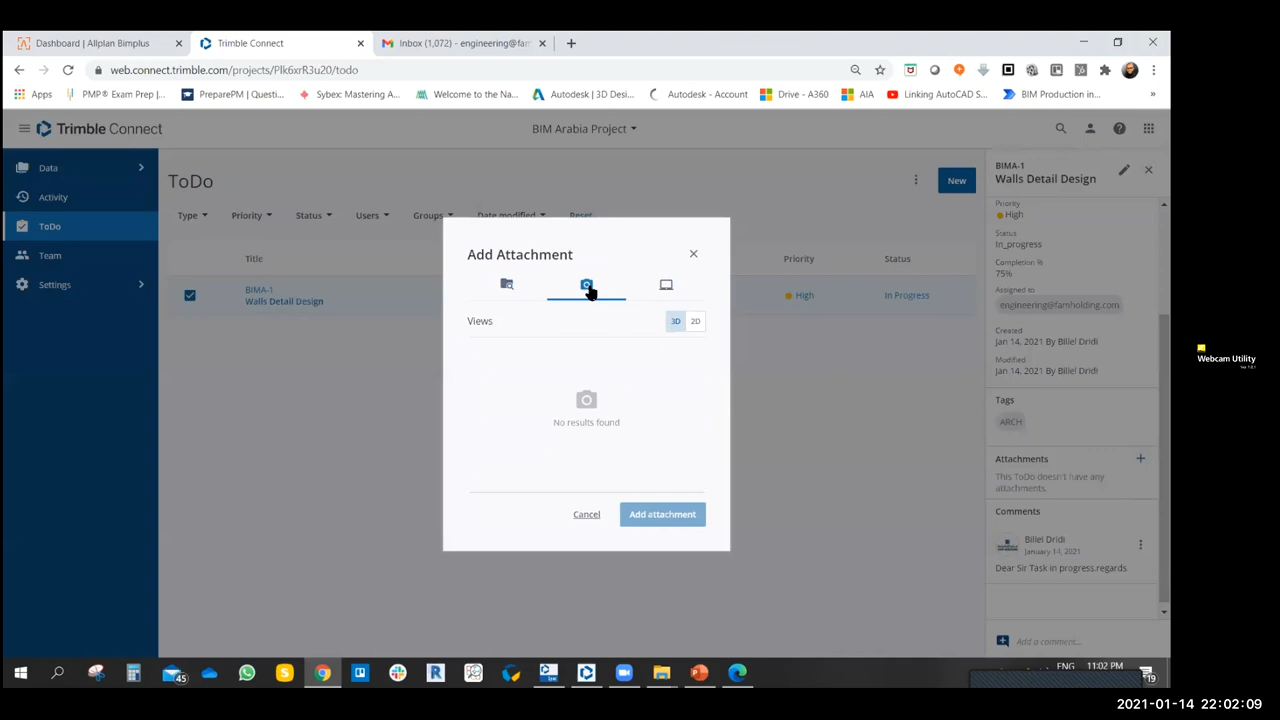 Dashboard | Allplan Bimplus
Trimble Connect
Inbox (1,072) - engineering@fam
web.connect.trimble.com/projects/Plk6xrR3u20/todo
Apps
PMP® Exam Prep |...
PreparePM | Questi...
Sybex: Mastering A...
Welcome to the Na...
Autodesk | 3D Desi...
Autodesk - Account
Drive - A360
AIA
Linking AutoCAD S...
BIM Production in...
»
Trimble Connect
BIM Arabia Project
Data
Activity
ToDo
Team
Settings
ToDo
New
Type
Priority
Status
Users
Groups
Date modified
Reset
Title
Priority
Status
BIMA-1
Walls Detail Design
High
In Progress
Add Attachment
Views
3D
2D
No results found
Cancel
Add attachment
BIMA-1
Walls Detail Design
Priority
High
Status
In_progress
Completion %
75%
Assigned to
engineering@famholding.com
Created
Jan 14, 2021 By Billel Dridi
Modified
Jan 14, 2021 By Billel Dridi
Tags
ARCH
Attachments
This ToDo doesn't have any
attachments.
Comments
Billel Dridi
January 14, 2021
Dear Sir Task in progress.regards
Add a comment...
Webcam Utility
45
ENG
11:02 PM
19
2021-01-14 22:02:09